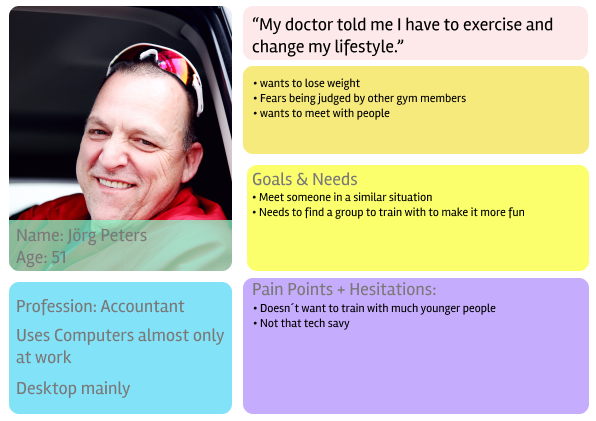 “My doctor told me I have to exercise and
change my lifestyle.”
• wants to lose weight
• Fears being judged by other gym members
• wants to meet with people
Goals & Needs
• Meet someone in a similar situation
• Needs to find a group to train with to make it more fun
Name: Jörg Peters
Age: 51
Pain Points + Hesitations:
• Doesn´t want to train with much younger people
• Not that tech savy
Profession: Accountant
Uses Computers almost only
at work
Desktop mainly